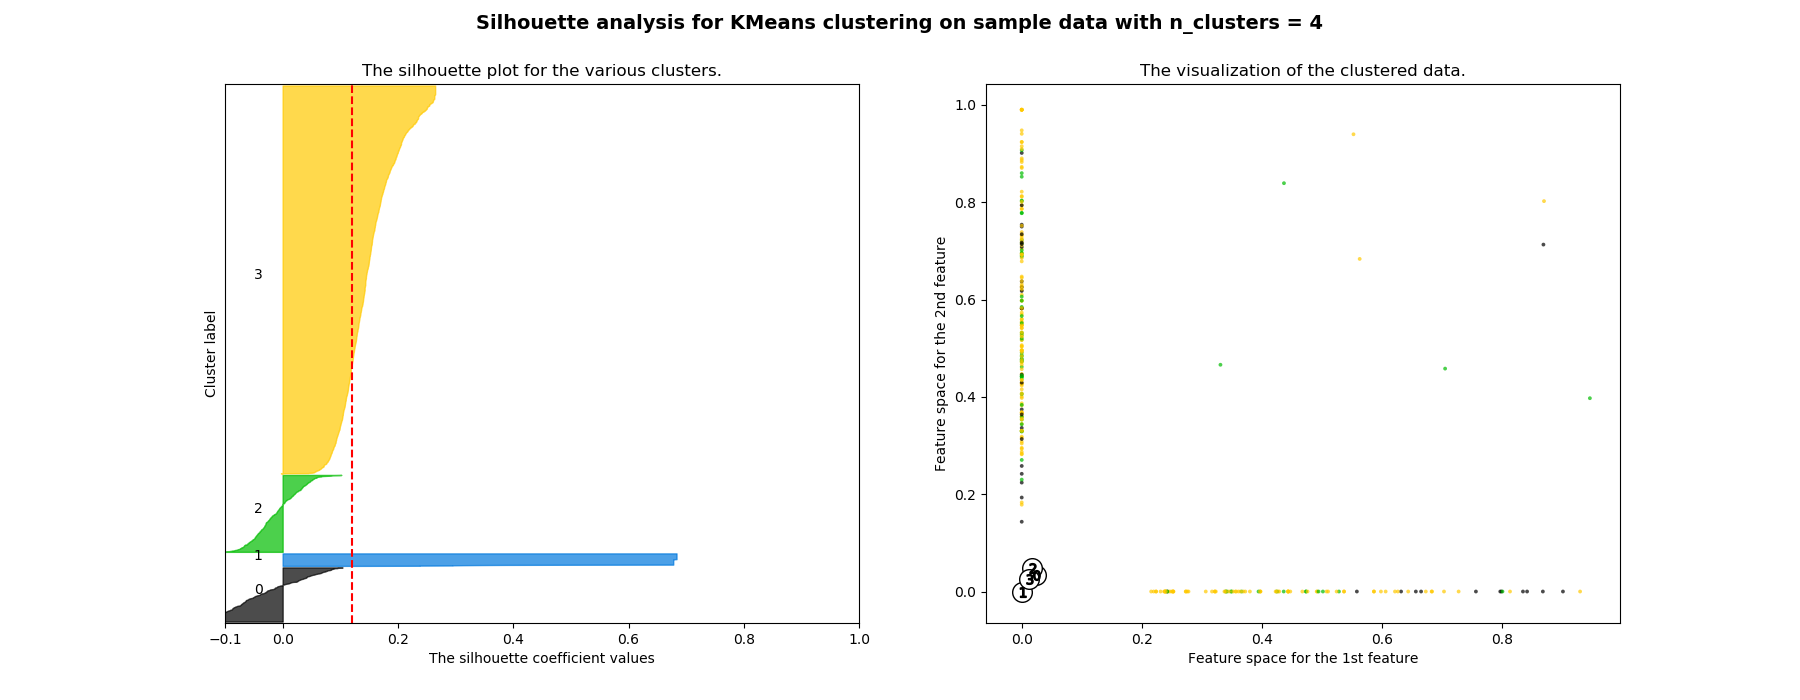 Silhouette analysis for KMeans clustering on sample data with n_clusters = 4
The silhouette plot for the various clusters.
Cluster label
3
2
1
0
−0.1 0.0 0.2 0.4 0.6 0.8 1.0
The silhouette coefficient values
The visualization of the clustered data.
Feature space for the 2nd feature
1.0
0.8
0.6
0.4
0.2
0.0
2
3 0
1
0.0 0.2 0.4 0.6 0.8
Feature space for the 1st feature